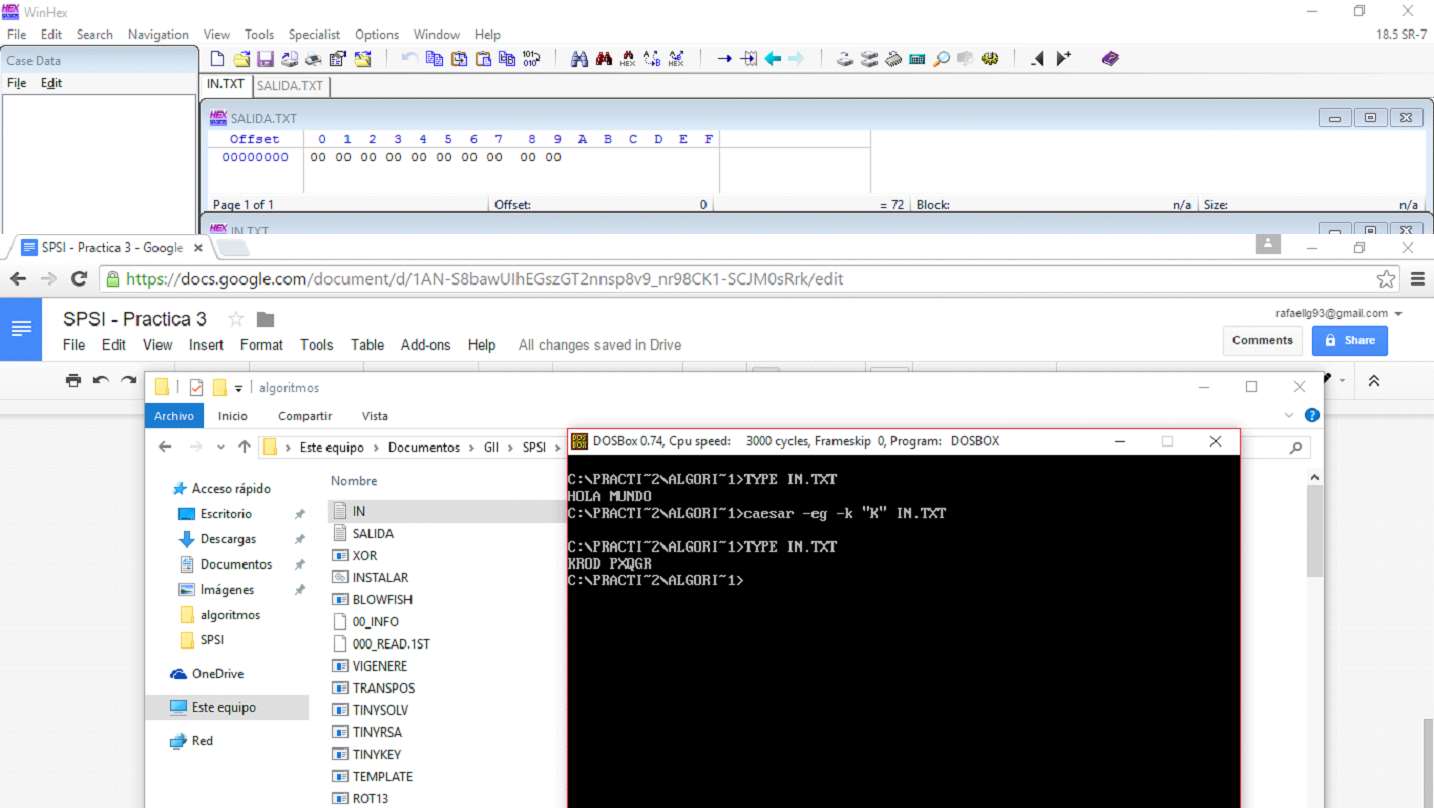 WinHex
File Edit Search Navigation View Tools Specialist Options Window Help 18.5 SR-7
Case Data
File Edit
IN.TXT SALIDA.TXT
SALIDA.TXT
Offset 0 1 2 3 4 5 6 7 8 9 A B C D E F
00000000 00 00 00 00 00 00 00 00 00 00
Page 1 of 1 Offset: 0 = 72 Block: n/a Size: n/a
IN.TXT
SPSI - Practica 3 - Google
https://docs.google.com/document/d/1AN-S8bawUIhEGszGT2nnsp8v9_nr98CK1-SCJM0sRrk/edit
SPSI - Practica 3
rafaellg93@gmail.com
File Edit View Insert Format Tools Table Add-ons Help All changes saved in Drive
Comments Share
algoritmos
Archivo Inicio Compartir Vista
Este equipo Documentos GII SPSI
DOSBox 0.74, Cpu speed: 3000 cycles, Frameskip 0, Program: DOSBOX
Acceso rápido
Escritorio
Descargas
Documentos
Imágenes
algoritmos
SPSI
OneDrive
Este equipo
Red
Nombre
IN
SALIDA
XOR
INSTALAR
BLOWFISH
00_INFO
000_READ.1ST
VIGENERE
TRANSPOS
TINYSOLV
TINYRSA
TINYKEY
TEMPLATE
ROT13
C:\PRACTI~2\ALGORI~1>TYPE IN.TXT
HOLA MUNDO
C:\PRACTI~2\ALGORI~1>caesar -eg -k "K" IN.TXT
C:\PRACTI~2\ALGORI~1>TYPE IN.TXT
KROD PXQGR
C:\PRACTI~2\ALGORI~1>